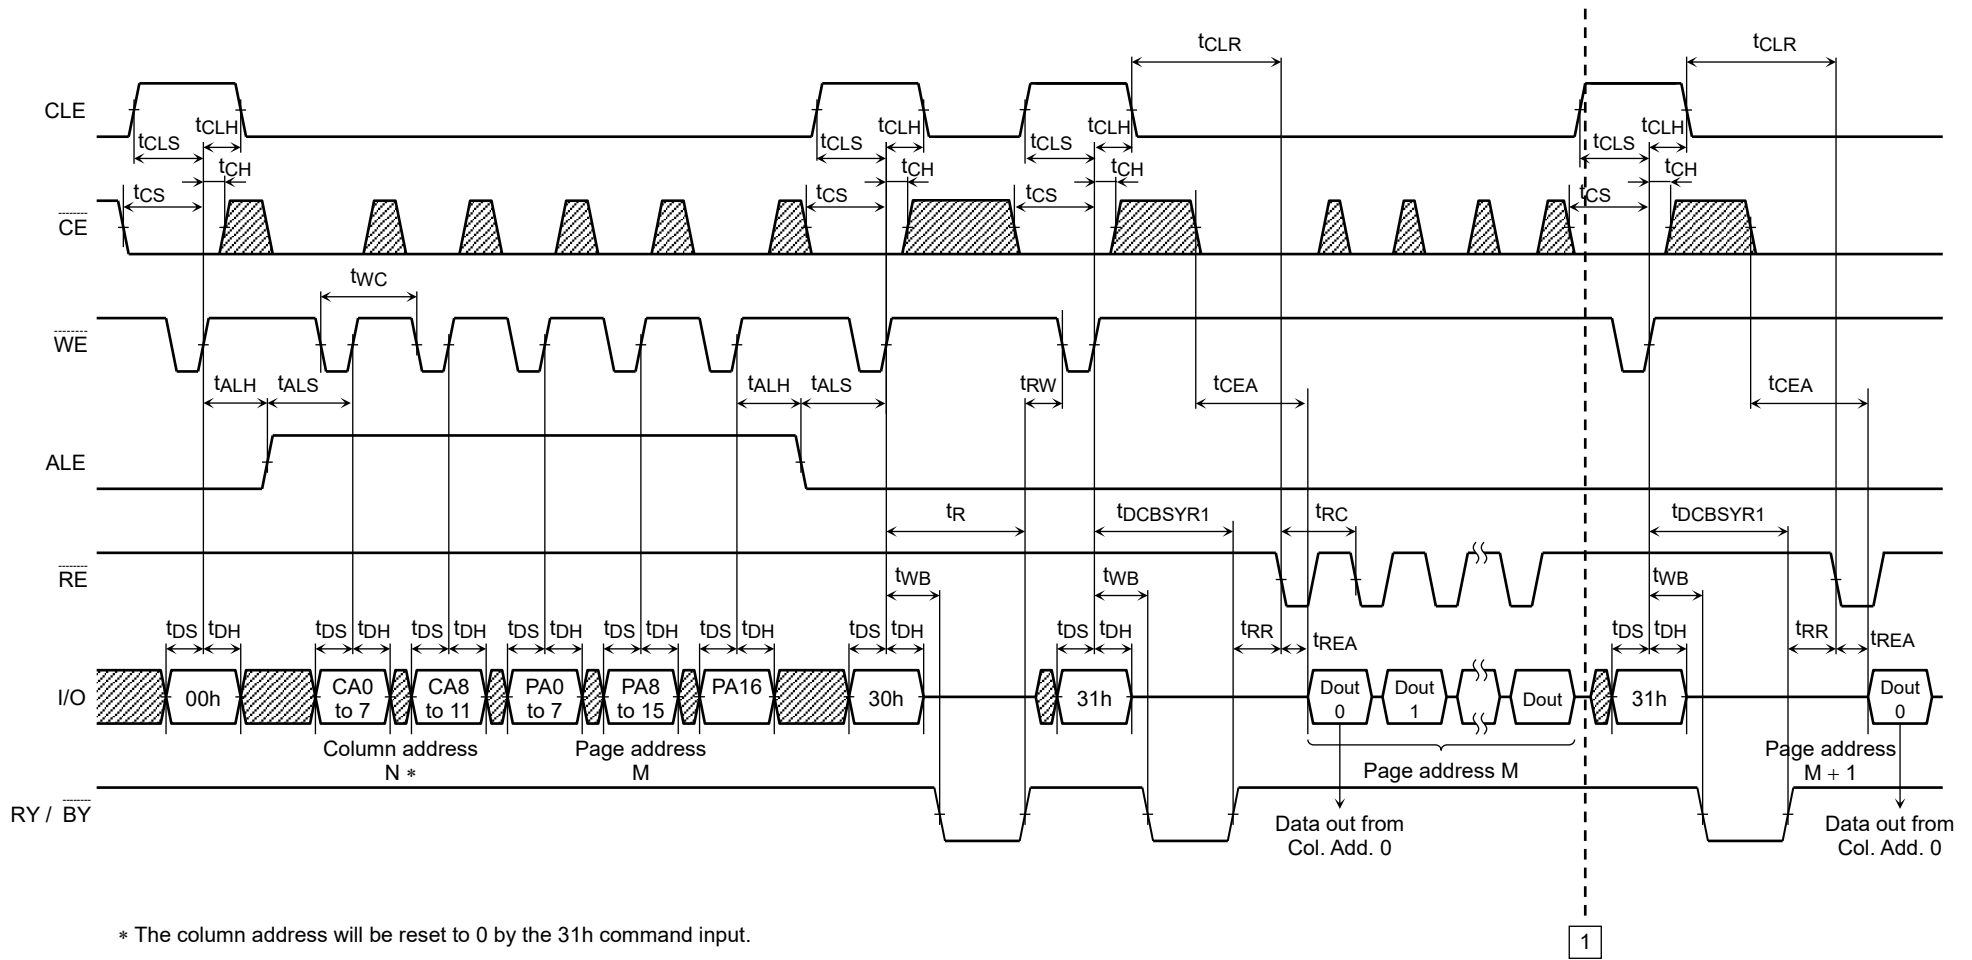 tCLR tCLR
CLE
tCLS tCLH tCLS tCLH tCLS tCLH tCLS tCLH
tCH tCH tCH tCH
tCS tCS tCS tCS
CE
tWC
WE
tALH tALS tALH tALS tRW tCEA tCEA
ALE
tR tDCBSYR1 tRC tDCBSYR1
RE
tWB tWB tWB
tDS tDH tDS tDH tDS tDH tDS tDH tDS tDH tDS tDH tDS tDH tDS tDH tRR tREA tDS tDH tRR tREA
I/O
00h
CA0
to 7
CA8
to 11
PA0
to 7
PA8
to 15
PA16
30h
31h
Dout
0
Dout
1
Dout
31h
Dout
0
Column address
N *
Page address
M
Page address M
Page address
M + 1
RY / BY
Data out from
Col. Add. 0
Data out from
Col. Add. 0
* The column address will be reset to 0 by the 31h command input.
1